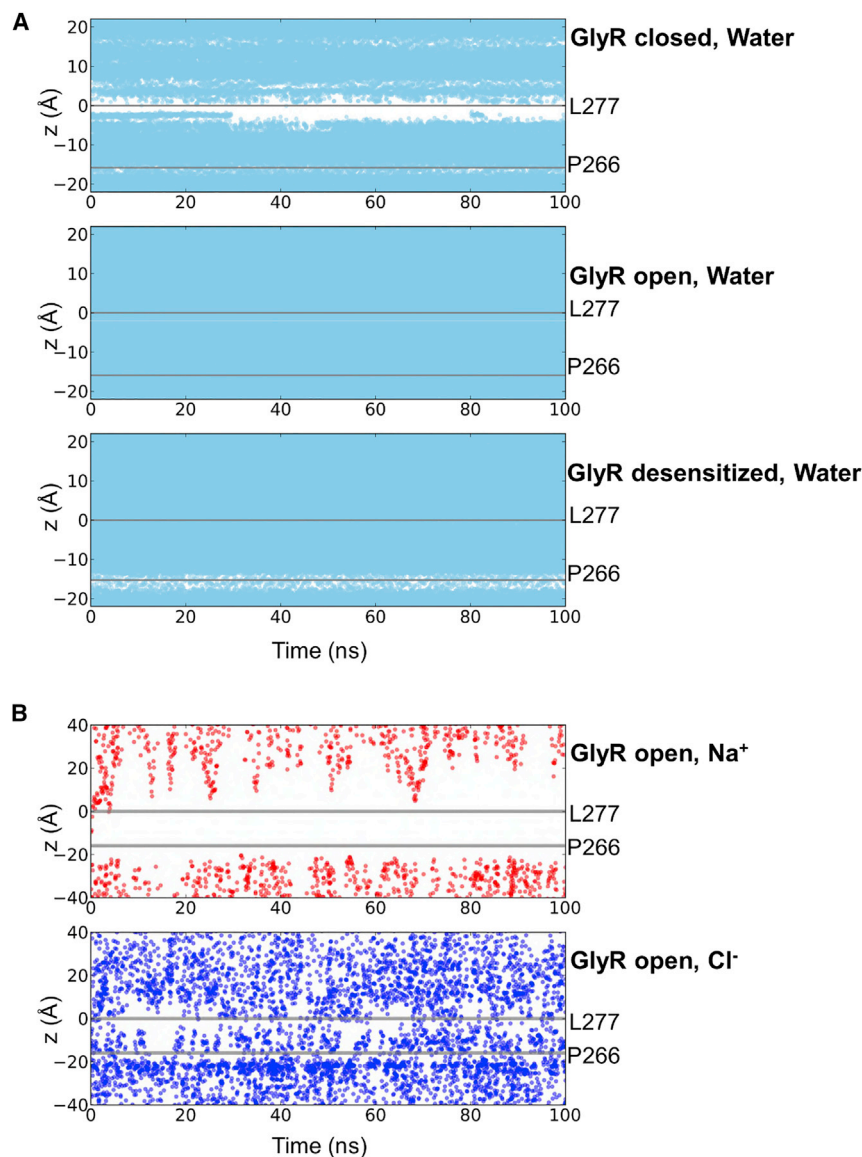 A
GlyR closed, Water
z (Å)
20
10
0
−10
−20
L277
P266
0 20 40 60 80 100
GlyR open, Water
z (Å)
20
10
0
−10
−20
L277
P266
0 20 40 60 80 100
GlyR desensitized, Water
z (Å)
20
10
0
−10
−20
L277
P266
0 20 40 60 80 100
Time (ns)
B
GlyR open, Na⁺
z (Å)
40
20
0
−20
−40
L277
P266
0 20 40 60 80 100
GlyR open, Cl⁻
z (Å)
40
20
0
−20
−40
L277
P266
0 20 40 60 80 100
Time (ns)